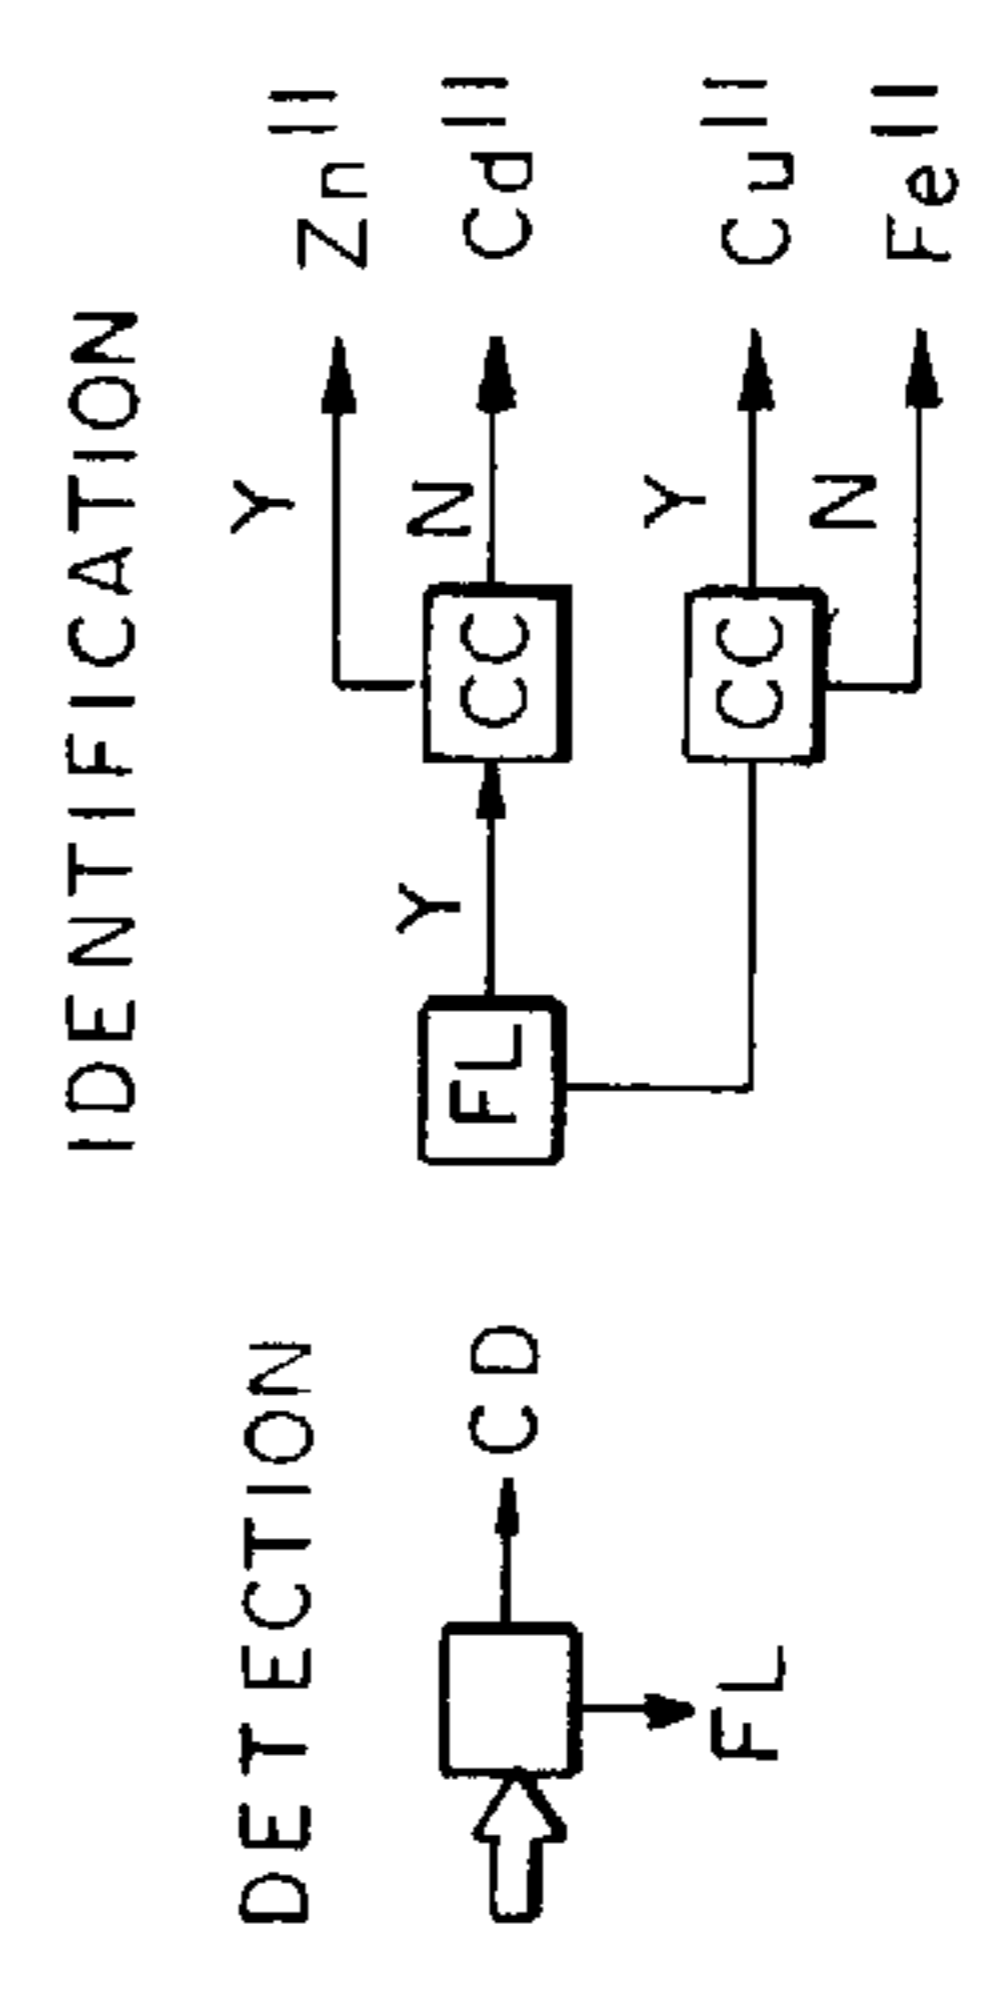 IDENTIFICATION
DETECTION
Y
Zn II
Y
N
Cd II
FL
CC
CD
Y
Cu II
CC
N
Fe II
FL